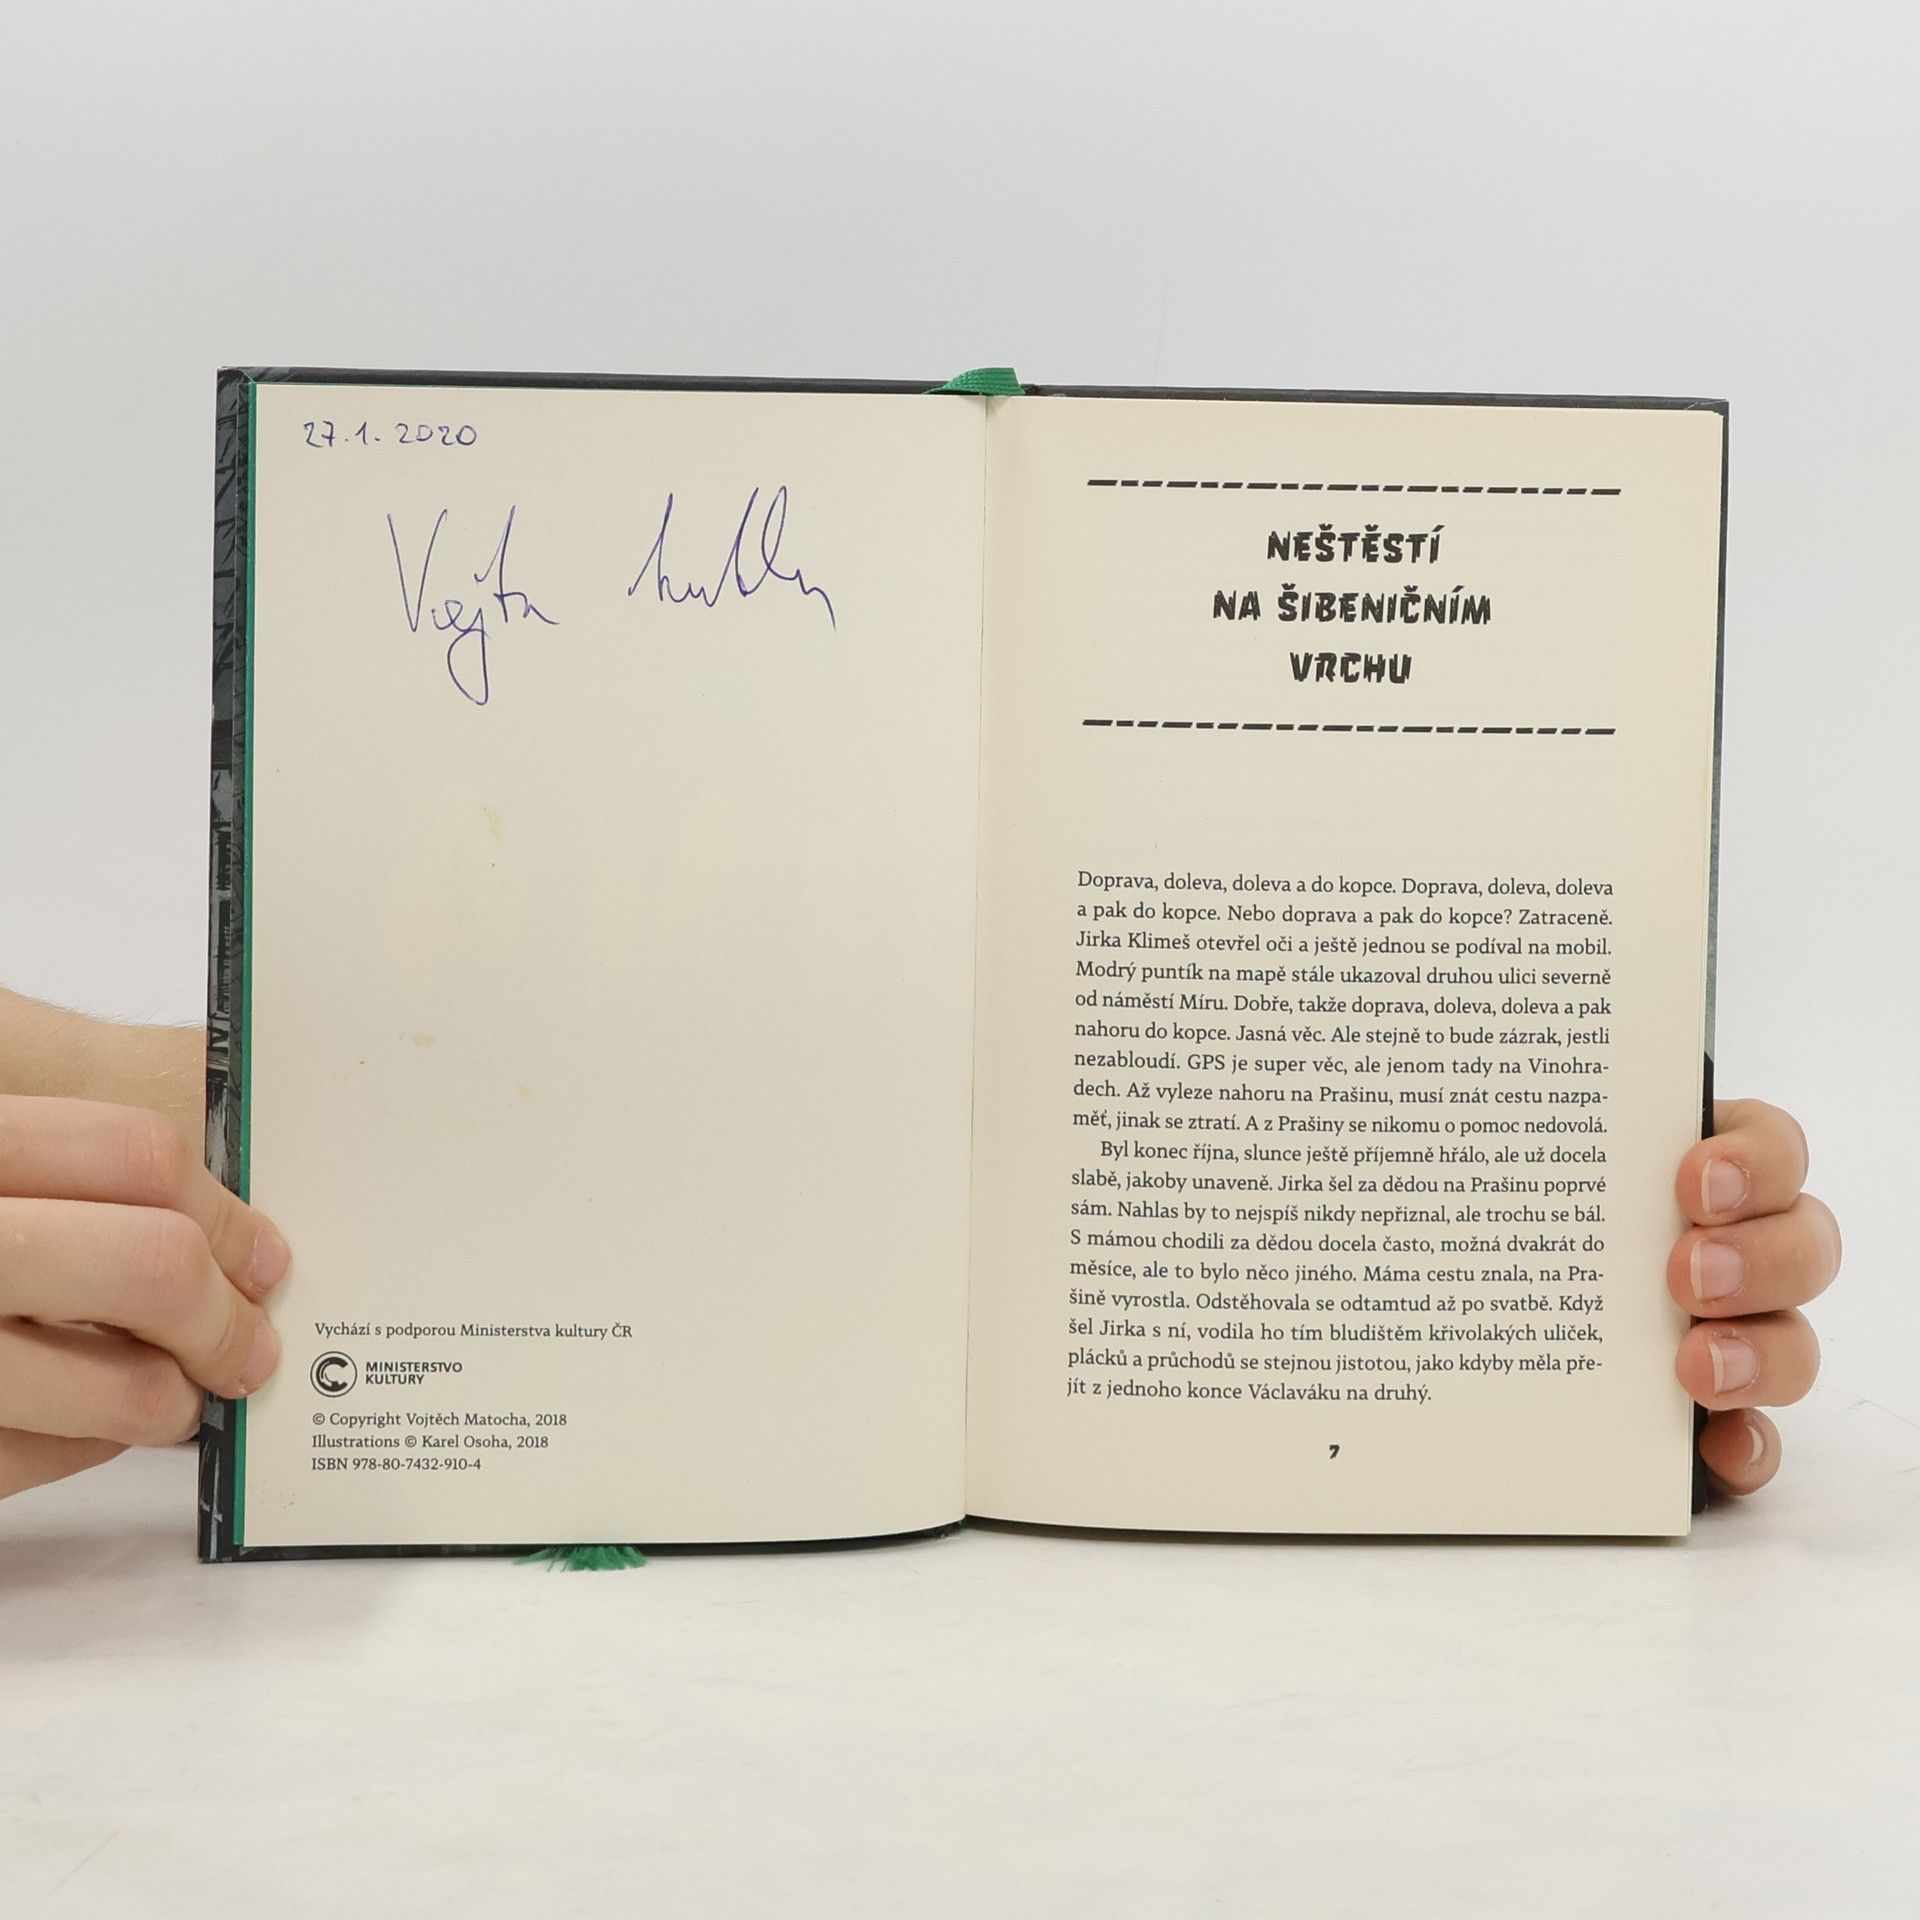 27.1.2020
Vojta
Vychází s podporou Ministerstva kultury ČR
MINISTERSTVO
KULTURY
© Copyright Vojtěch Matocha, 2018
Illustrations © Karel Osoha, 2018
ISBN 978-80-7432-910-4
NEŠTĚSTÍ
NA ŠIBENIČNÍM
VRCHU
Doprava, doleva, doleva a do kopce. Doprava, doleva, doleva
a pak do kopce. Nebo doprava a pak do kopce? Zatraceně.
Jirka Klimeš otevřel oči a ještě jednou se podíval na mobil.
Modrý puntík na mapě stále ukazoval druhou ulici severně
od náměstí Míru. Dobře, takže doprava, doleva, doleva a pak
nahoru do kopce. Jasná věc. Ale stejně to bude zázrak, jestli
nezabloudí. GPS je super věc, ale jenom tady na Vinohra-
dech. Až vyleze nahoru na Prašinu, musí znát cestu nazpa-
měť, jinak se ztratí. A z Prašiny se nikomu o pomoc nedovolá.
Byl konec října, slunce ještě příjemně hřálo, ale už docela
slabě, jakoby unaveně. Jirka šel za dědou na Prašinu poprvé
sám. Nahlas by to nejspíš nikdy nepřiznal, ale trochu se bál.
S mámou chodili za dědou docela často, možná dvakrát do
měsíce, ale to bylo něco jiného. Máma cestu znala, na Pra-
šině vyrostla. Odstěhovala se odtamtud až po svatbě. Když
šel Jirka s ní, vodila ho tím bludištěm křivolakých uliček,
plácků a průchodů se stejnou jistotou, jako kdyby měla pře-
jít z jednoho konce Václaváku na druhý.
7